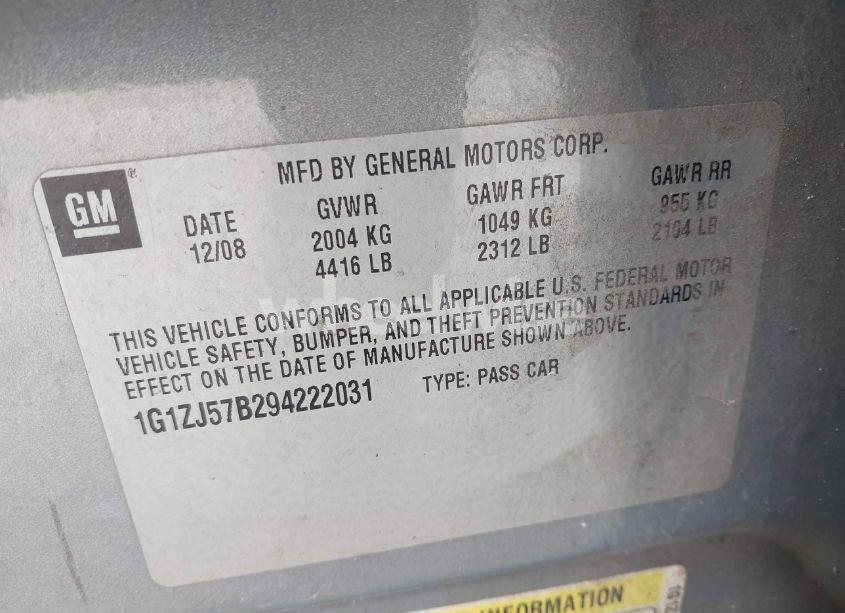 GM ®
MFD BY GENERAL MOTORS CORP.
DATE GVWR GAWR FRT GAWR RR
12/08 2004 KG 1049 KG 955 KG
4416 LB 2312 LB 2104 LB
THIS VEHICLE CONFORMS TO ALL APPLICABLE U.S. FEDERAL MOTOR
VEHICLE SAFETY, BUMPER, AND THEFT PREVENTION STANDARDS IN
EFFECT ON THE DATE OF MANUFACTURE SHOWN ABOVE.
1G1ZJ57B294222031 TYPE: PASS CAR
INFORMATION